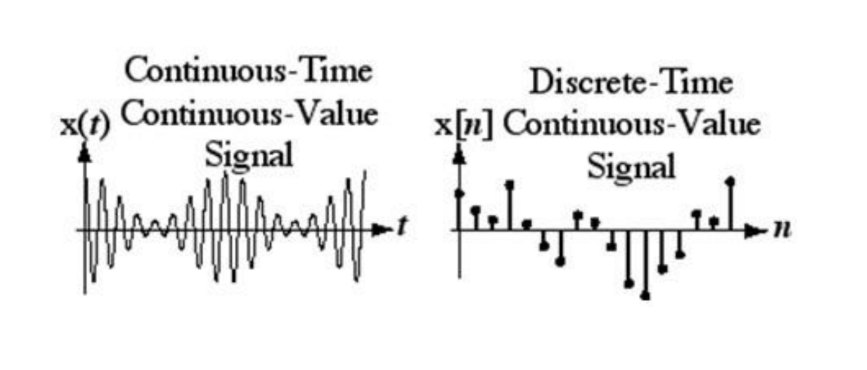 Continuous-Time
x(t) Continuous-Value
Signal
t
Discrete-Time
x[n] Continuous-Value
Signal
n